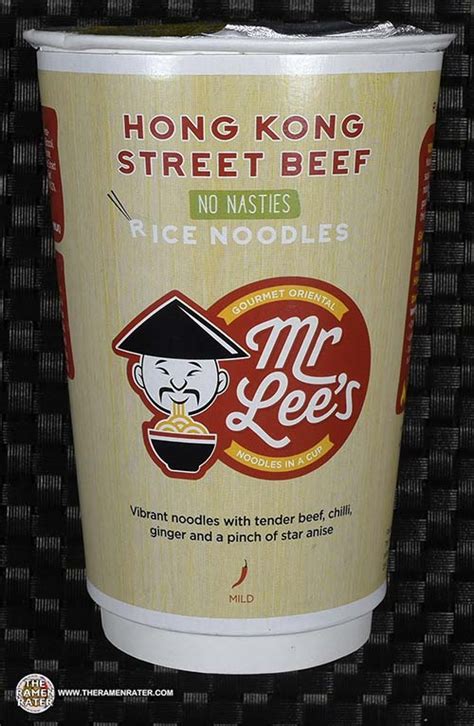 HONG KONG
STREET BEEF
NO NASTIES
RICE NOODLES
GOURMET ORIENTAL
Mr
Lee's
NOODLES IN A CUP
Vibrant noodles with tender beef, chilli,
ginger and a pinch of star anise
MILD
THE
RAMEN
RATER
WWW.THERAMENRATER.COM